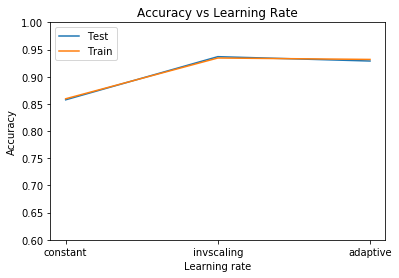 Accuracy vs Learning Rate
Test
Train
1.00
0.95
0.90
0.85
0.80
0.75
0.70
0.65
0.60
Accuracy
constant
invscaling
adaptive
Learning rate